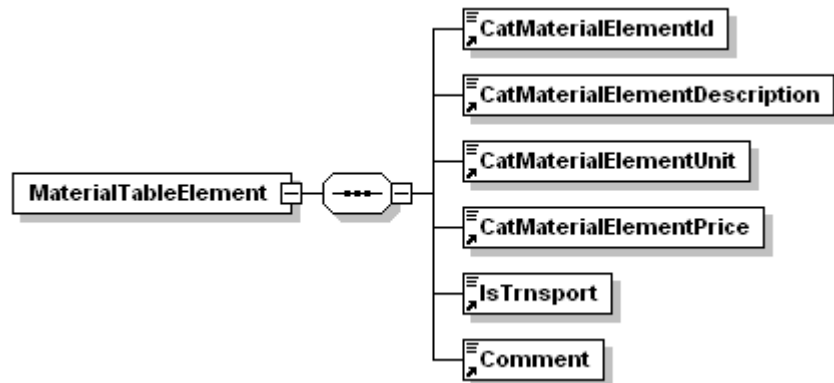 CatMaterialElementId
CatMaterialElementDescription
CatMaterialElementUnit
MaterialTableElement
CatMaterialElementPrice
IsTrnsport
Comment